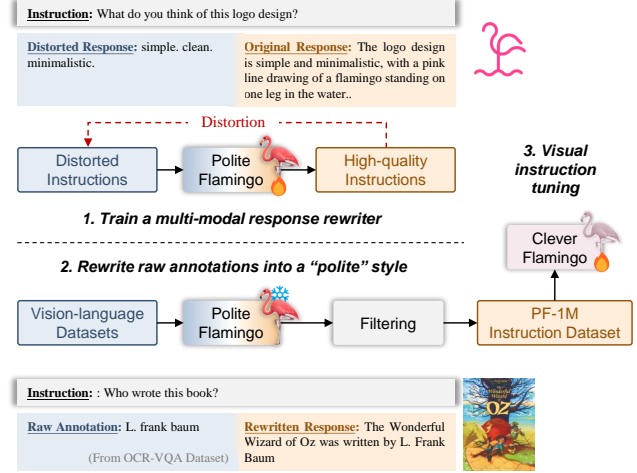 Instruction: What do you think of this logo design?
Distorted Response: simple. clean.
minimalistic.
Original Response: The logo design
is simple and minimalistic, with a pink
line drawing of a flamingo standing on
one leg in the water..
Distortion
Distorted
Instructions
Polite
Flamingo
High-quality
Instructions
3. Visual
instruction
tuning
1. Train a multi-modal response rewriter
Clever
Flamingo
2. Rewrite raw annotations into a “polite” style
Vision-language
Datasets
Polite
Flamingo
Filtering
PF-1M
Instruction Dataset
Instruction: : Who wrote this book?
Raw Annotation: L. frank baum
(From OCR-VQA Dataset)
Rewritten Response: The Wonderful
Wizard of Oz was written by L. Frank
Baum
Wonderful
Wizard of
OZ